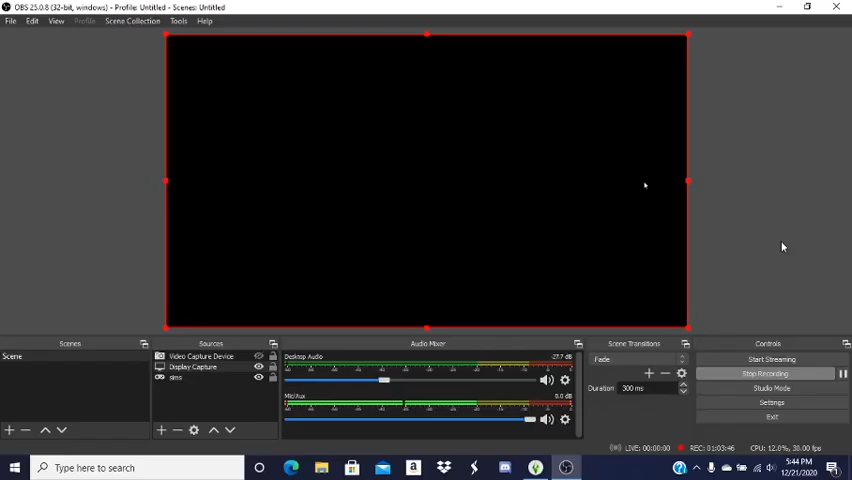 OBS 25.0.8 (32-bit, windows) - Profile: Untitled - Scenes: Untitled
File Edit View Profile Scene Collection Tools Help
Scenes Sources Audio Mixer Scene Transitions Controls
Scene
Video Capture Device
Display Capture
sims
Desktop Audio -27.7 dB
Mic/Aux 0.0 dB
Fade
Duration 300 ms
Start Streaming
Stop Recording
Studio Mode
Settings
Exit
LIVE: 00:00:00 REC: 01:03:46 CPU: 12.0%, 30.00 fps
Type here to search
5:44 PM
12/21/2020